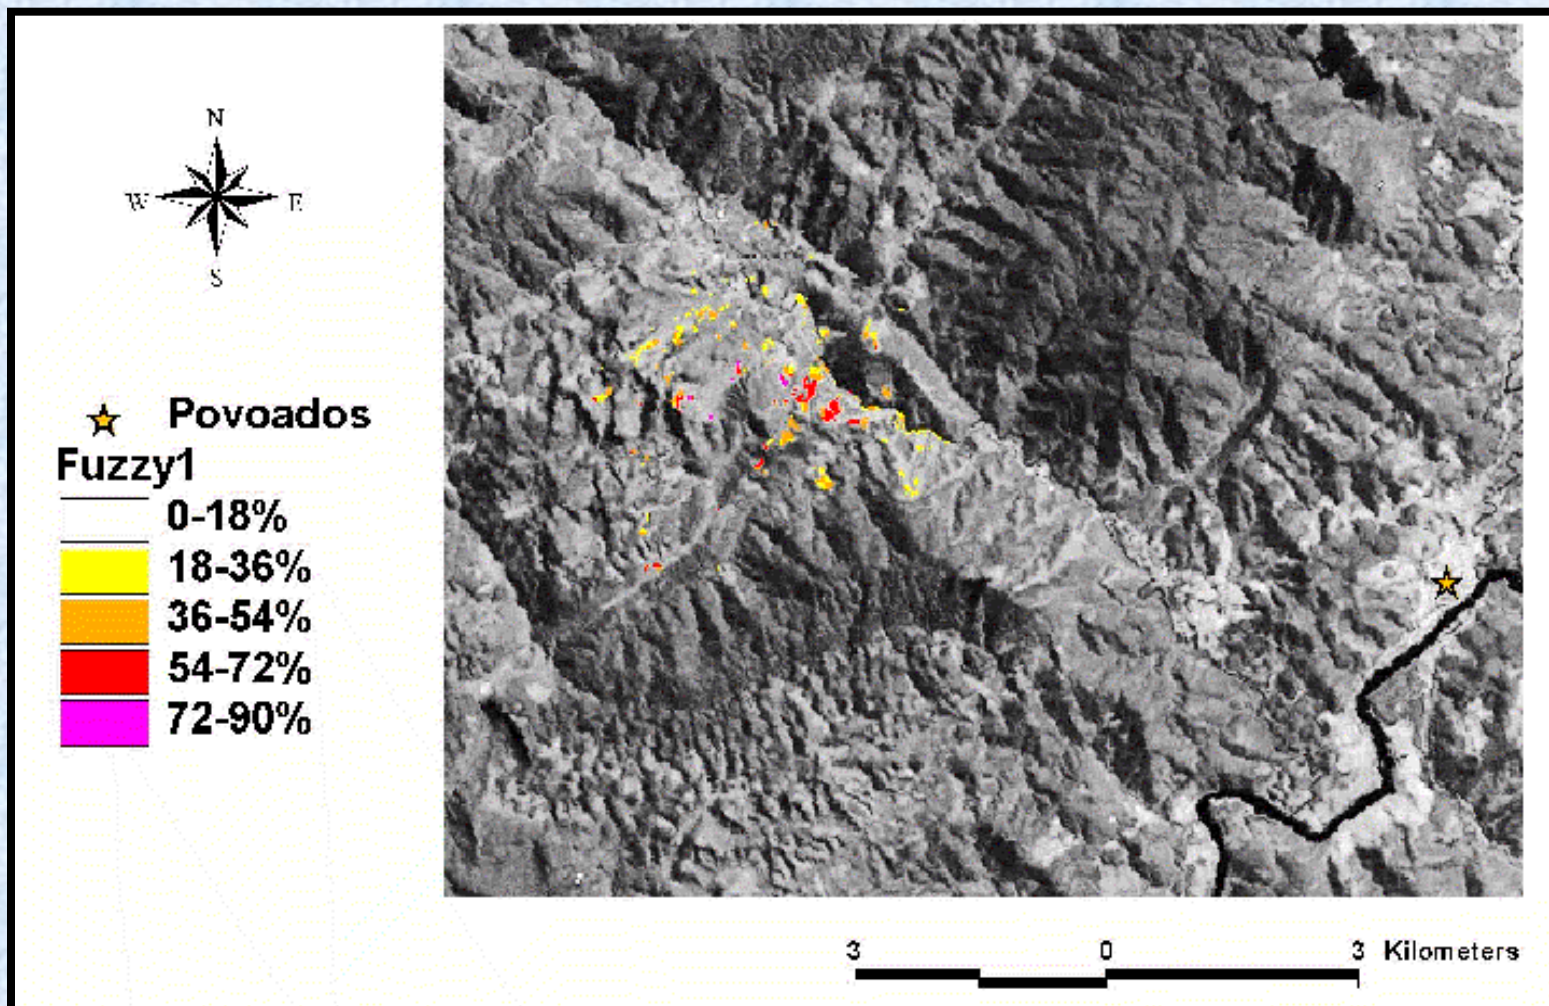 N
W E
S
Povoados
Fuzzy1
0-18%
18-36%
36-54%
54-72%
72-90%
3 0 3 Kilometers